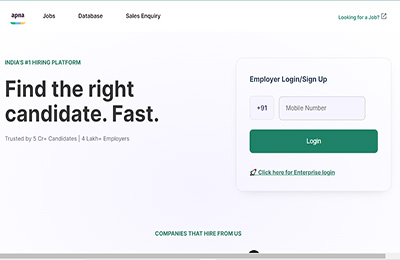 apna
Jobs
Database
Sales Enquiry
Looking for a Job?
INDIA'S #1 HIRING PLATFORM
Find the right
candidate. Fast.
Trusted by 5 Cr+ Candidates | 4 Lakh+ Employers
Employer Login/Sign Up
+91
Mobile Number
Login
Click here for Enterprise login
COMPANIES THAT HIRE FROM US